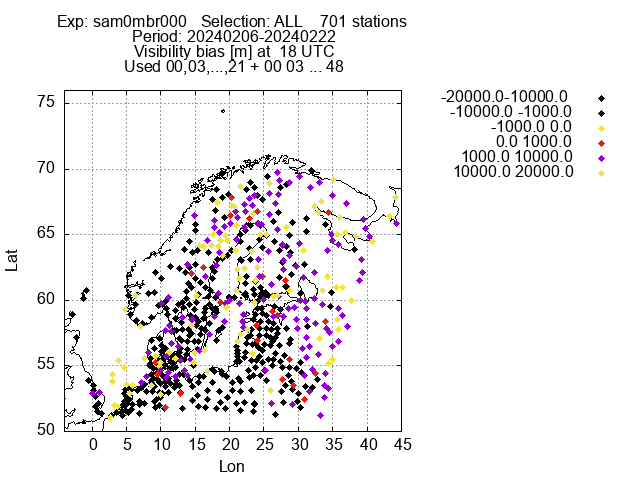 Exp: sam0mbr000   Selection: ALL    701 stations
Period: 20240206-20240222
Visibility bias [m] at  18 UTC
Used 00,03,...,21 + 00 03 ... 48
-20000.0-10000.0
-10000.0 -1000.0
-1000.0 0.0
0.0 1000.0
1000.0 10000.0
10000.0 20000.0
75
70
65
60
55
50
Lat
0 5 10 15 20 25 30 35 40 45
Lon